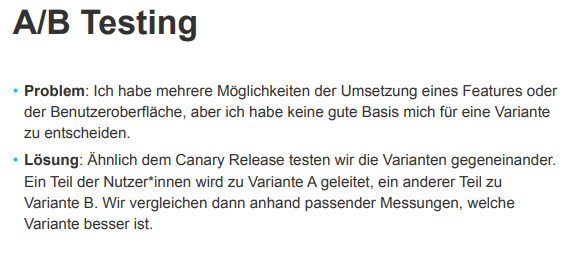 A/B Testing
• Problem: Ich habe mehrere Möglichkeiten der Umsetzung eines Features oder
der Benutzeroberfläche, aber ich habe keine gute Basis mich für eine Variante
zu entscheiden.
• Lösung: Ähnlich dem Canary Release testen wir die Varianten gegeneinander.
Ein Teil der Nutzer*innen wird zu Variante A geleitet, ein anderer Teil zu
Variante B. Wir vergleichen dann anhand passender Messungen, welche
Variante besser ist.